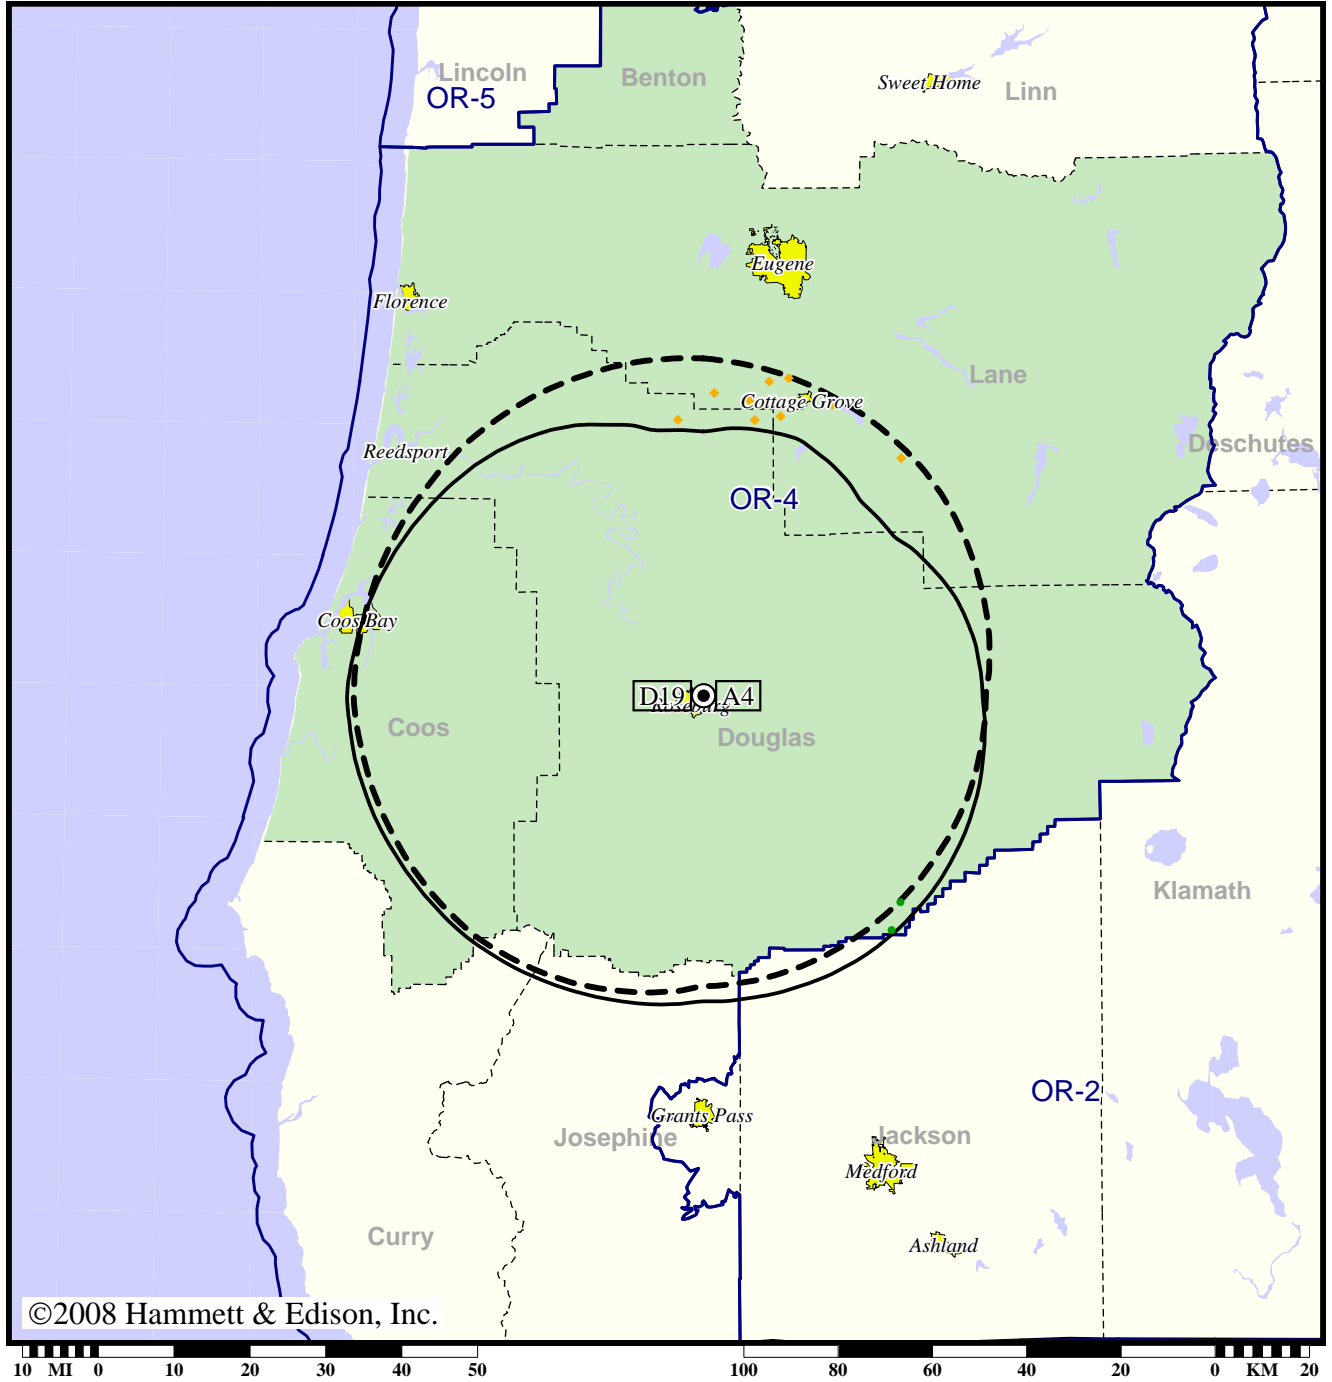 Lincoln
Benton
Sweet Home
Linn
OR-5
Eugene
Florence
Lane
Cottage Grove
Deschutes
Reedsport
OR-4
Coos Bay
D19
A4
Roseburg
Coos
Douglas
Klamath
OR-2
Grants Pass
Josephine
Jackson
Medford
Curry
Ashland
©2008 Hammett & Edison, Inc.
10 MI 0 10 20 30 40 50 100 80 60 40 20 0 KM 20